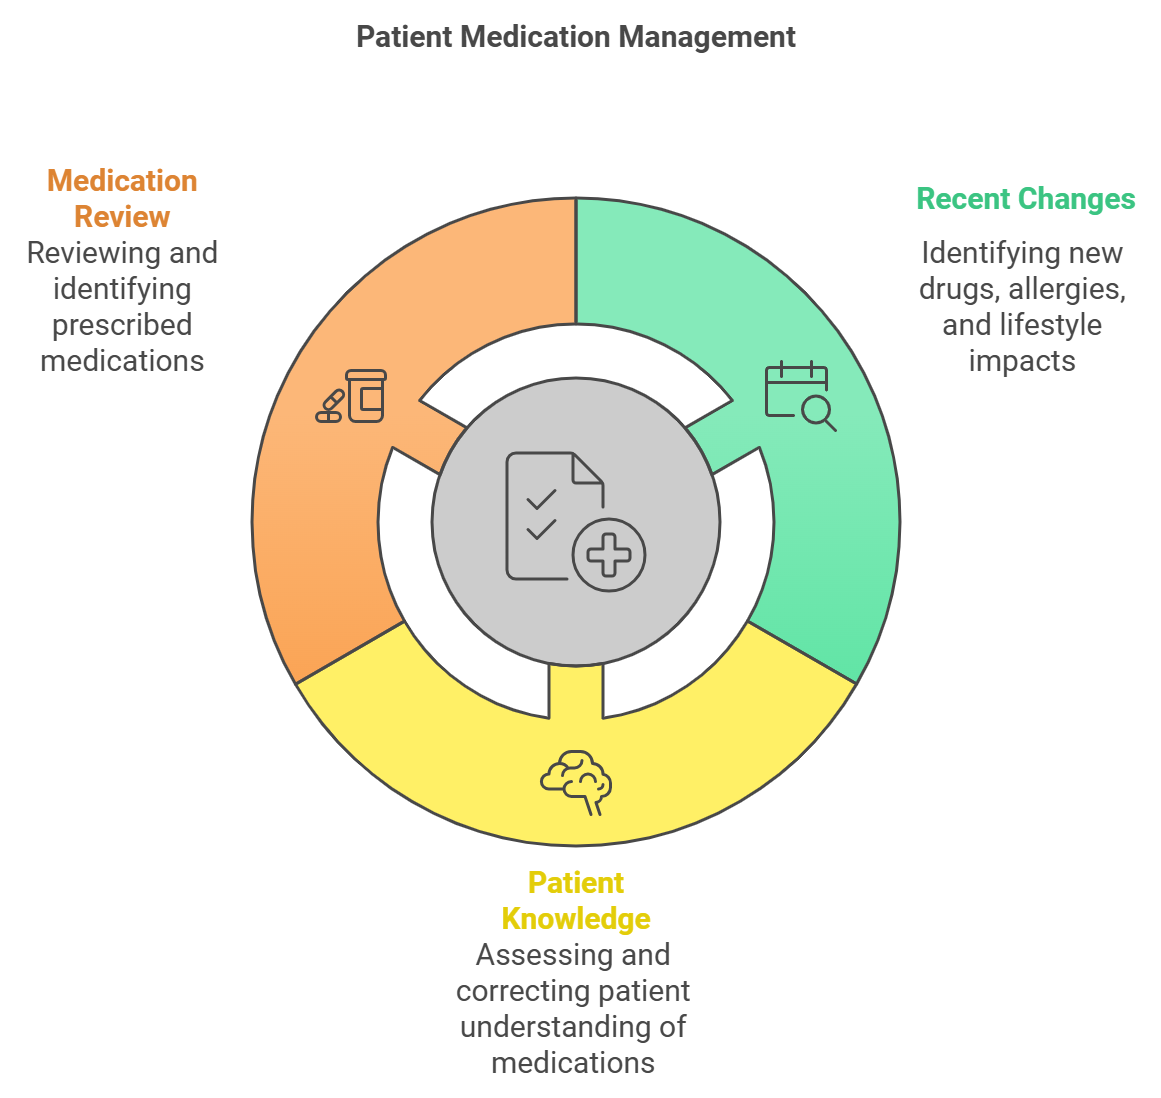 Patient Medication Management
Medication
Review
Reviewing and
identifying
prescribed
medications
Recent Changes
Identifying new
drugs, allergies,
and lifestyle
impacts
Patient
Knowledge
Assessing and
correcting patient
understanding of
medications